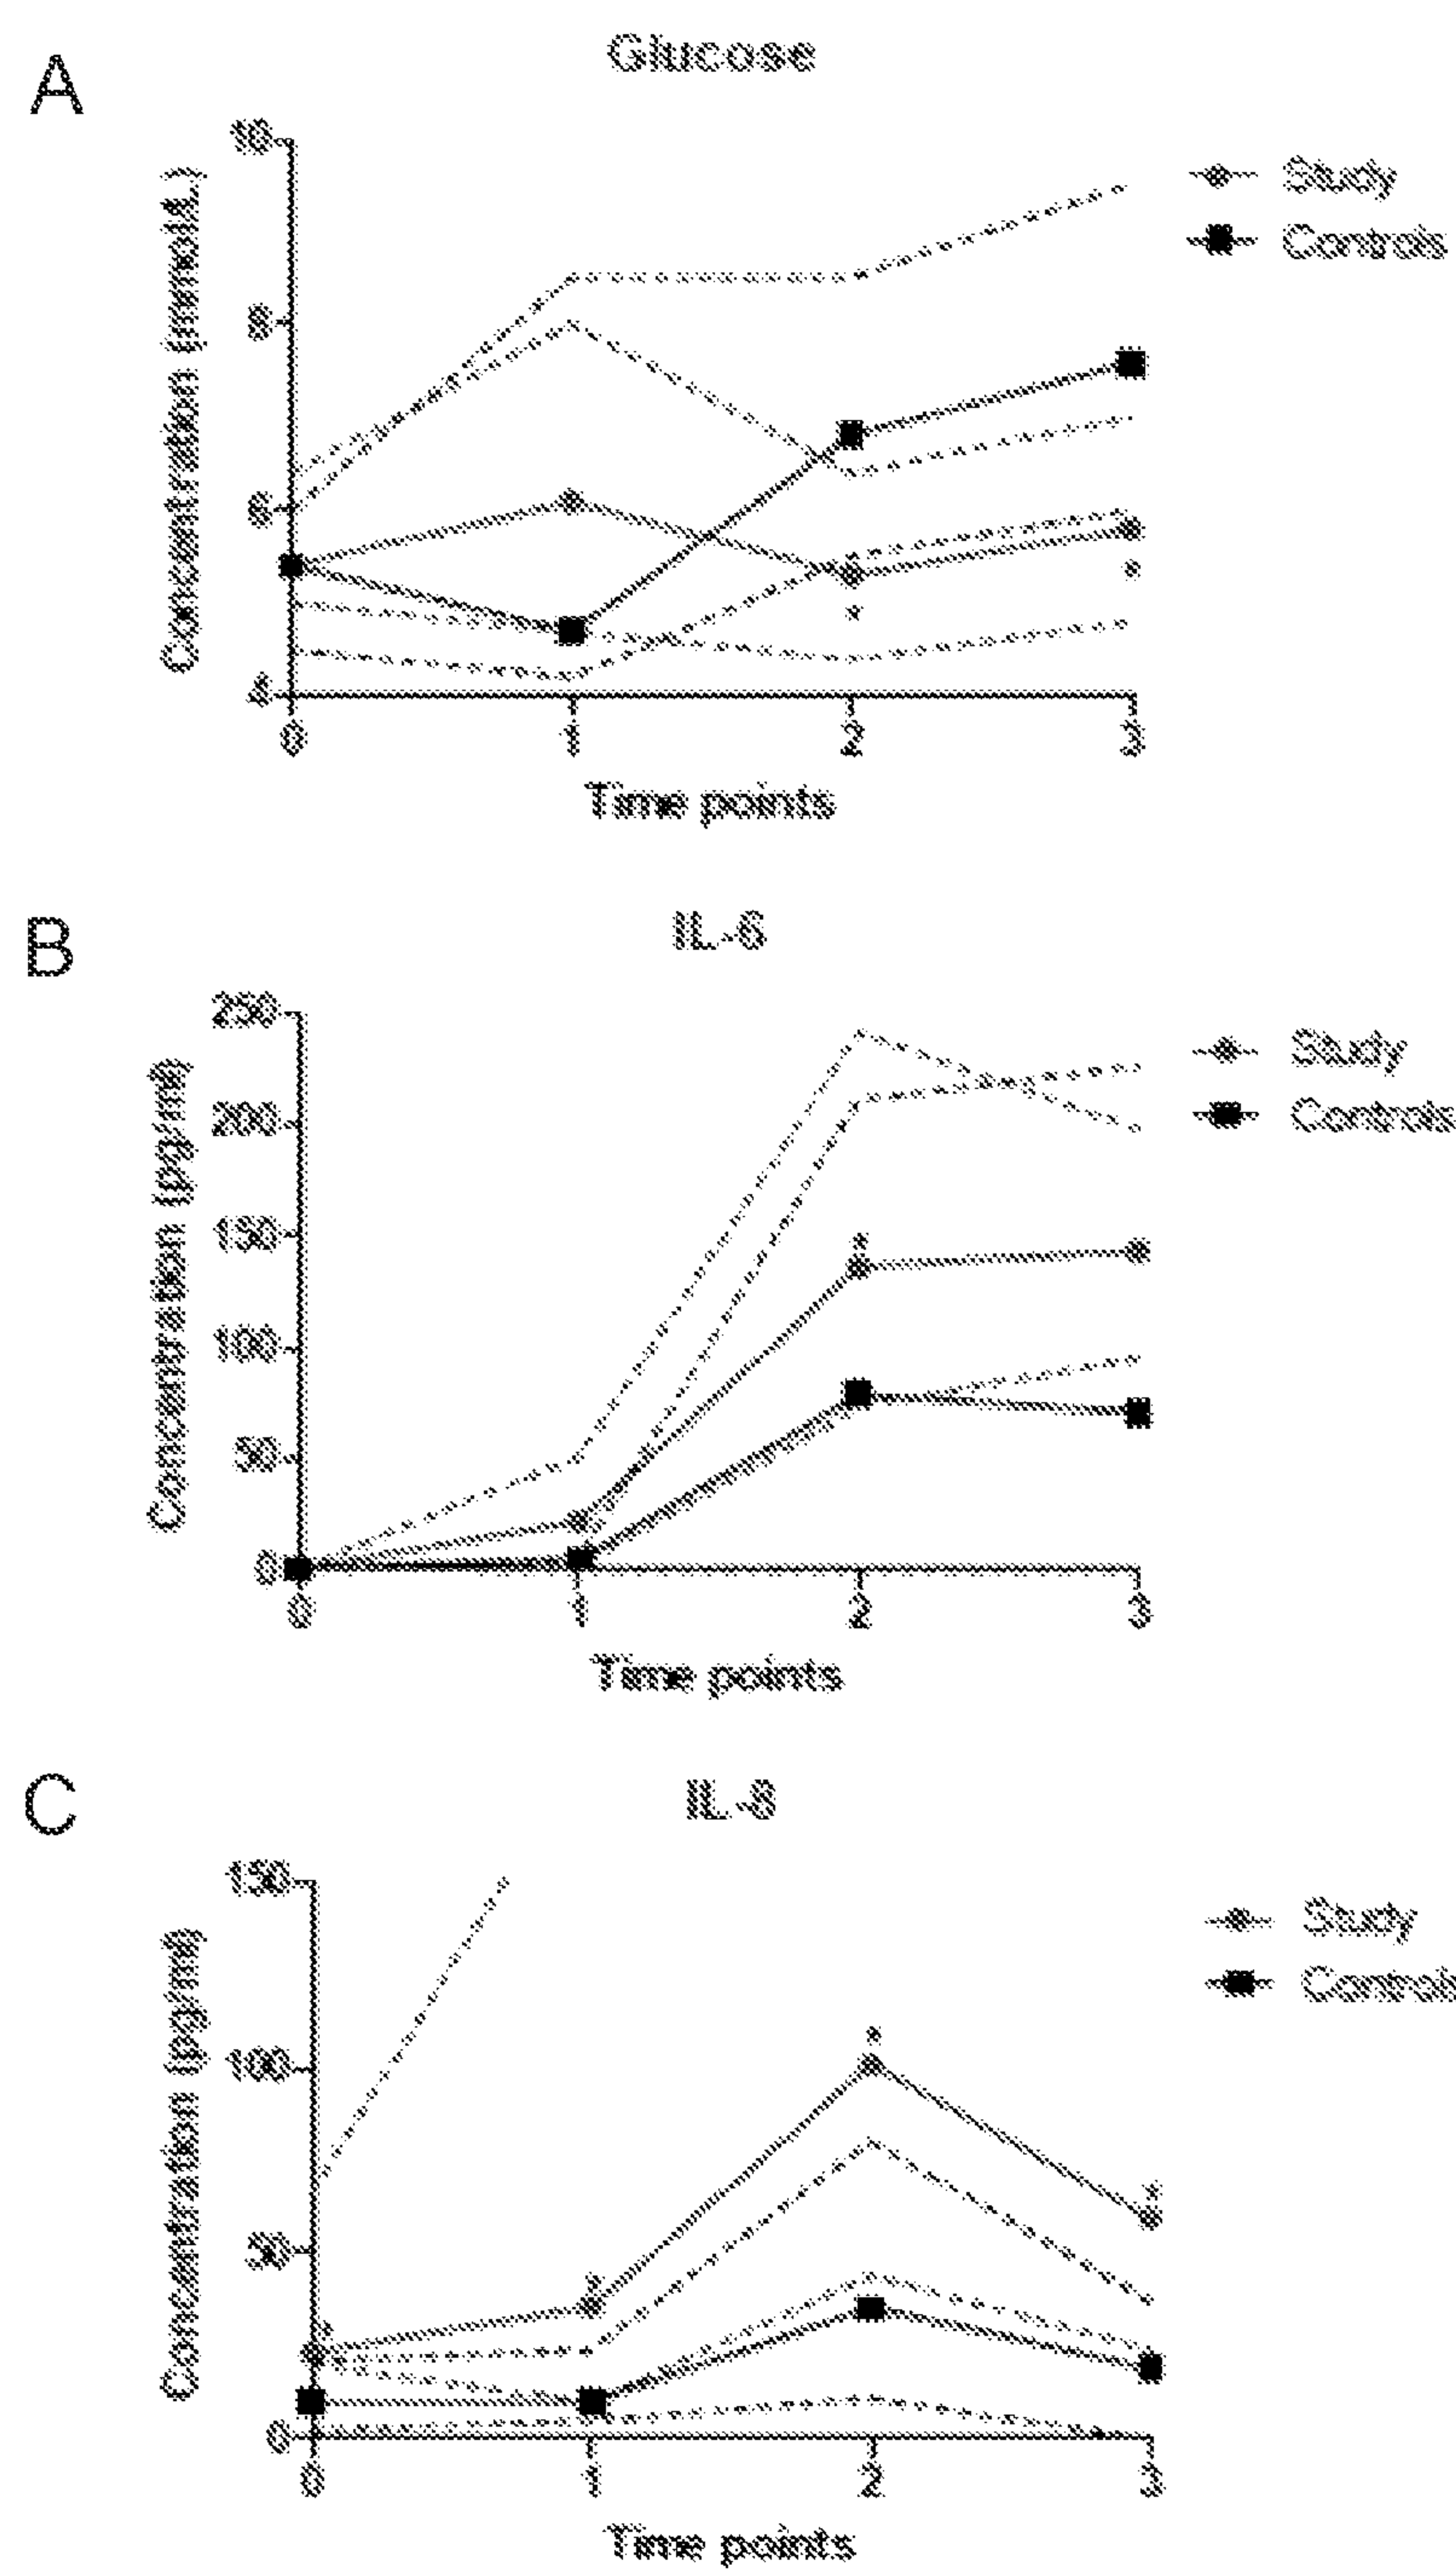 A
Glucose
10
8
6
4
Concentration (mmol/L)
Study
Controls
0 1 2 3
Time points
B
IL-6
250
200
150
100
50
0
Concentration (pg/ml)
Study
Controls
0 1 2 3
Time points
C
IL-8
150
100
50
0
Concentration (pg/ml)
Study
Controls
0 1 2 3
Time points